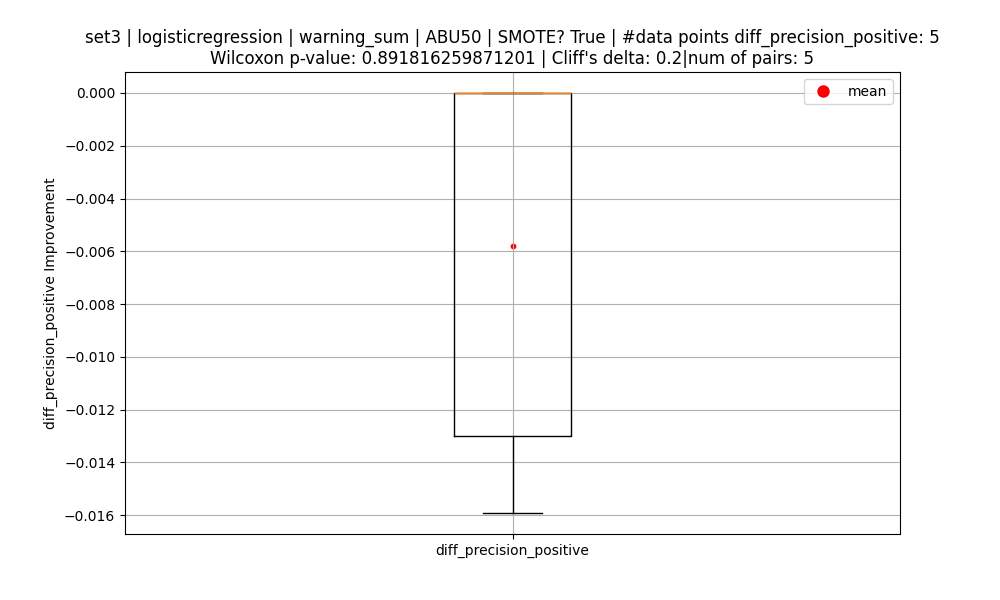 set3 | logisticregression | warning_sum | ABU50 | SMOTE? True | #data points diff_precision_positive: 5
Wilcoxon p-value: 0.891816259871201 | Cliff's delta: 0.2|num of pairs: 5
mean
0.000
−0.002
−0.004
−0.006
−0.008
−0.010
−0.012
−0.014
−0.016
diff_precision_positive Improvement
diff_precision_positive